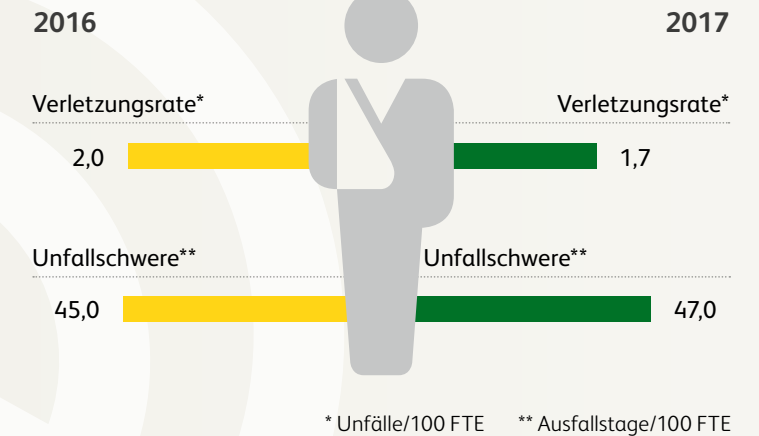 2016 2017
Verletzungsrate* Verletzungsrate*
2,0 1,7
Unfallschwere** Unfallschwere**
45,0 47,0
* Unfälle/100 FTE ** Ausfallstage/100 FTE